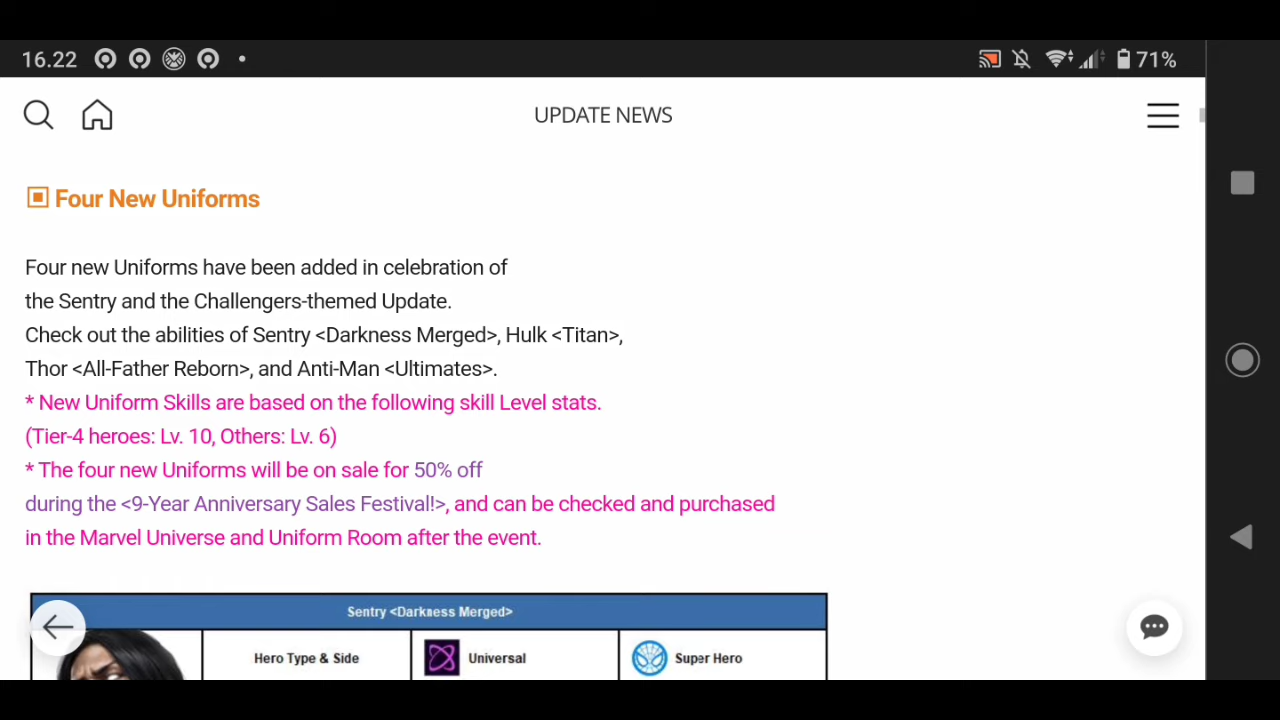 16.22
71%
UPDATE NEWS
Four New Uniforms
Four new Uniforms have been added in celebration of
the Sentry and the Challengers-themed Update.
Check out the abilities of Sentry <Darkness Merged>, Hulk <Titan>,
Thor <All-Father Reborn>, and Anti-Man <Ultimates>.
* New Uniform Skills are based on the following skill Level stats.
(Tier-4 heroes: Lv. 10, Others: Lv. 6)
* The four new Uniforms will be on sale for 50% off
during the <9-Year Anniversary Sales Festival!>, and can be checked and purchased
in the Marvel Universe and Uniform Room after the event.
Sentry <Darkness Merged>
Hero Type & Side
Universal
Super Hero